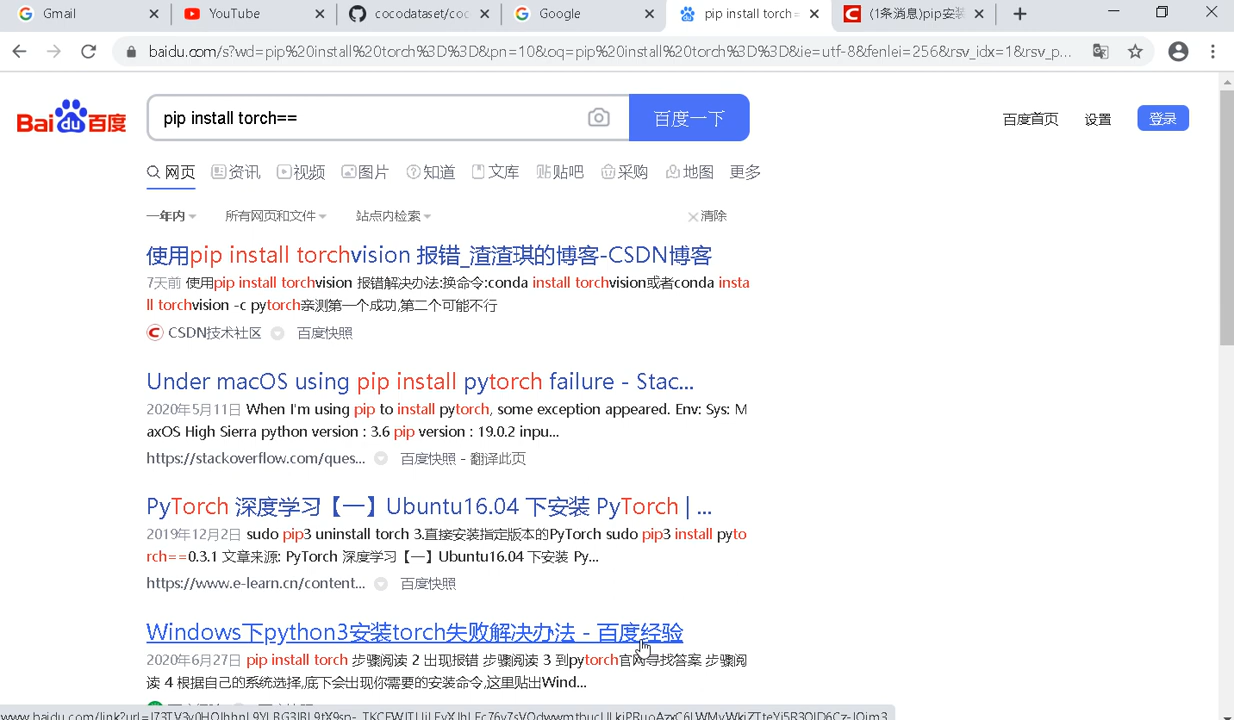 Gmail
YouTube
cocodataset/coc
Google
pip install torch=
(1条消息)pip安装
baidu.com/s?wd=pip%20install%20torch%3D%3D&pn=10&oq=pip%20install%20torch%3D%3D&ie=utf-8&fenlei=256&rsv_idx=1&rsv_p...
Bai du 百度
pip install torch==
百度一下
百度首页 设置 登录
网页 资讯 视频 图片 知道 文库 贴吧 采购 地图 更多
一年内 所有网页和文件 站点内检索 清除
使用pip install torchvision 报错_渣渣琪的博客-CSDN博客
7天前 使用pip install torchvision 报错解决办法:换命令:conda install torchvision或者conda insta
ll torchvision -c pytorch亲测第一个成功,第二个可能不行
CSDN技术社区 百度快照
Under macOS using pip install pytorch failure - Stac...
2020年5月11日 When I'm using pip to install pytorch, some exception appeared. Env: Sys: M
axOS High Sierra python version : 3.6 pip version : 19.0.2 inpu...
https://stackoverflow.com/ques... 百度快照 - 翻译此页
PyTorch 深度学习【一】Ubuntu16.04 下安装 PyTorch | ...
2019年12月2日 sudo pip3 uninstall torch 3.直接安装指定版本的PyTorch sudo pip3 install pyto
rch==0.3.1 文章来源: PyTorch 深度学习【一】Ubuntu16.04 下安装 Py...
https://www.e-learn.cn/content... 百度快照
Windows下python3安装torch失败解决办法 - 百度经验
2020年6月27日 pip install torch 步骤阅读 2 出现报错 步骤阅读 3 到pytorch官网寻找答案 步骤阅
读 4 根据自己的系统选择,底下会出现你需要的安装命令,这里贴出Wind...